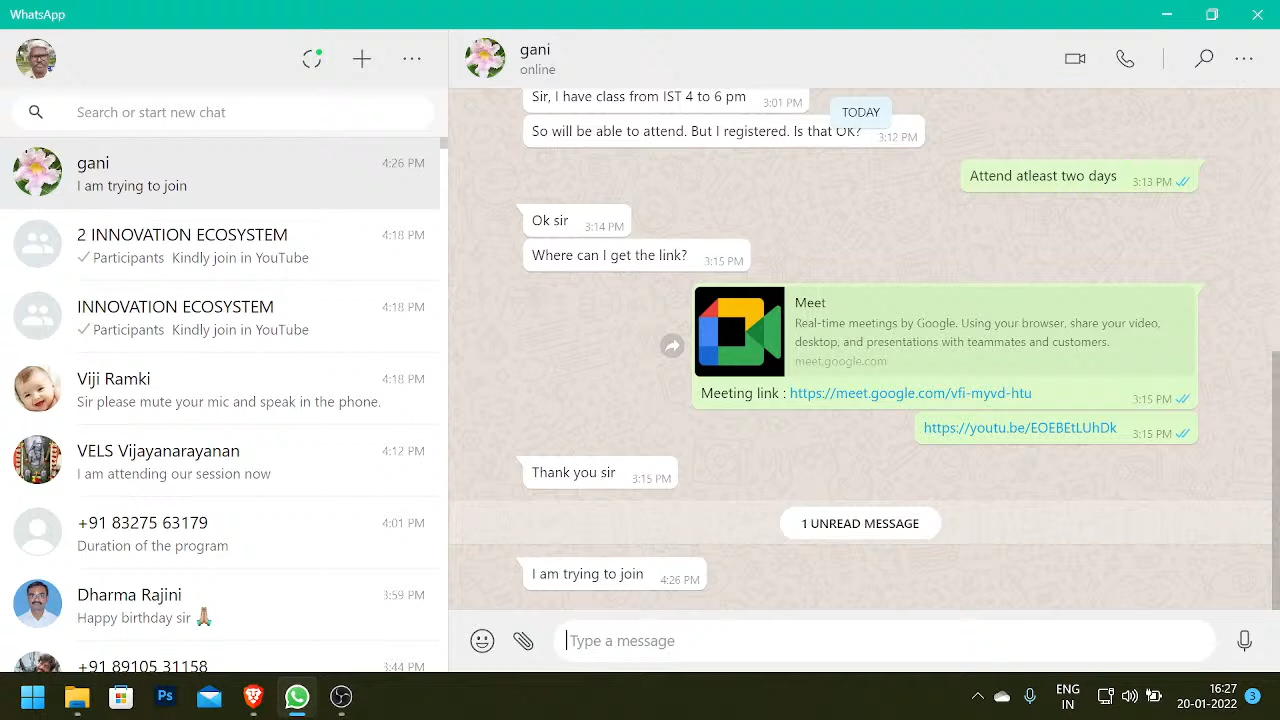 WhatsApp
Search or start new chat
gani
4:26 PM
I am trying to join
2 INNOVATION ECOSYSTEM
4:18 PM
Participants Kindly join in YouTube
INNOVATION ECOSYSTEM
4:18 PM
Participants Kindly join in YouTube
Viji Ramki
4:18 PM
Sir please mute your mic and speak in the phone.
VELS Vijayanarayanan
4:12 PM
I am attending our session now
+91 83275 63179
4:01 PM
Duration of the program
Dharma Rajini
3:59 PM
Happy birthday sir 🙏🏼
+91 89105 31158
3:44 PM
gani
online
Sir, I have class from IST 4 to 6 pm 3:01 PM
TODAY
So will be able to attend. But I registered. Is that OK? 3:12 PM
Attend atleast two days 3:13 PM
Ok sir 3:14 PM
Where can I get the link? 3:15 PM
Meet
Real-time meetings by Google. Using your browser, share your video,
desktop, and presentations with teammates and customers.
meet.google.com
Meeting link : https://meet.google.com/vfi-myvd-htu 3:15 PM
https://youtu.be/EOEBEtLUhDk 3:15 PM
Thank you sir 3:15 PM
1 UNREAD MESSAGE
I am trying to join 4:26 PM
Type a message
Ps
ENG
IN
16:27
20-01-2022
3